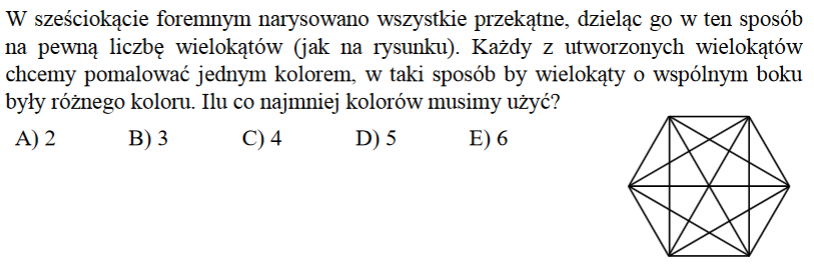 W sześciokącie foremnym narysowano wszystkie przekątne, dzieląc go w ten sposób
na pewną liczbę wielokątów (jak na rysunku). Każdy z utworzonych wielokątów
chcemy pomalować jednym kolorem, w taki sposób by wielokąty o wspólnym boku
były różnego koloru. Ilu co najmniej kolorów musimy użyć?
A) 2 B) 3 C) 4 D) 5 E) 6